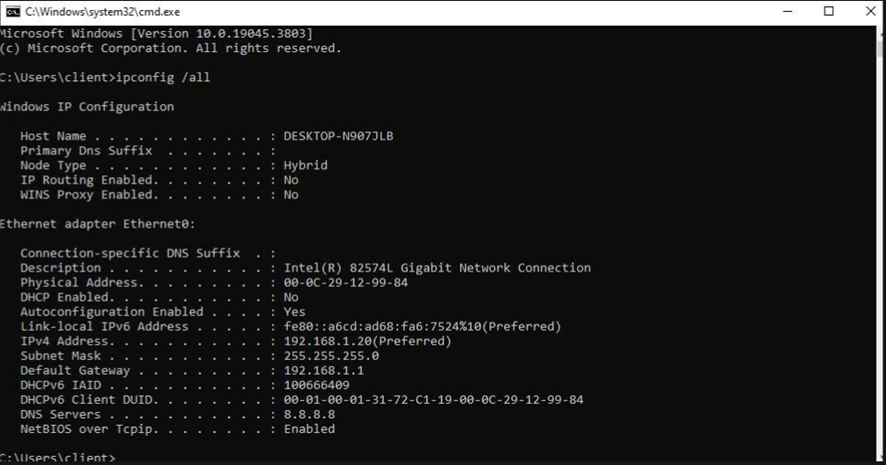 C:\Windows\system32\cmd.exe
Microsoft Windows [Version 10.0.19045.3803]
(c) Microsoft Corporation. All rights reserved.
C:\Users\client>ipconfig /all
Windows IP Configuration
Host Name . . . . . . . . . . . . : DESKTOP-N907JLB
Primary Dns Suffix . . . . . . . :
Node Type . . . . . . . . . . . . : Hybrid
IP Routing Enabled. . . . . . . . : No
WINS Proxy Enabled. . . . . . . . : No
Ethernet adapter Ethernet0:
Connection-specific DNS Suffix . :
Description . . . . . . . . . . . : Intel(R) 82574L Gigabit Network Connection
Physical Address. . . . . . . . . : 00-0C-29-12-99-84
DHCP Enabled. . . . . . . . . . . : No
Autoconfiguration Enabled . . . . : Yes
Link-local IPv6 Address . . . . . : fe80::a6cd:ad68:fa6:7524%10(Preferred)
IPv4 Address. . . . . . . . . . . : 192.168.1.20(Preferred)
Subnet Mask . . . . . . . . . . . : 255.255.255.0
Default Gateway . . . . . . . . . : 192.168.1.1
DHCPv6 IAID . . . . . . . . . . . : 100666409
DHCPv6 Client DUID. . . . . . . . : 00-01-00-01-31-72-C1-19-00-0C-29-12-99-84
DNS Servers . . . . . . . . . . . : 8.8.8.8
NetBIOS over Tcpip. . . . . . . . : Enabled
C:\Users\client>